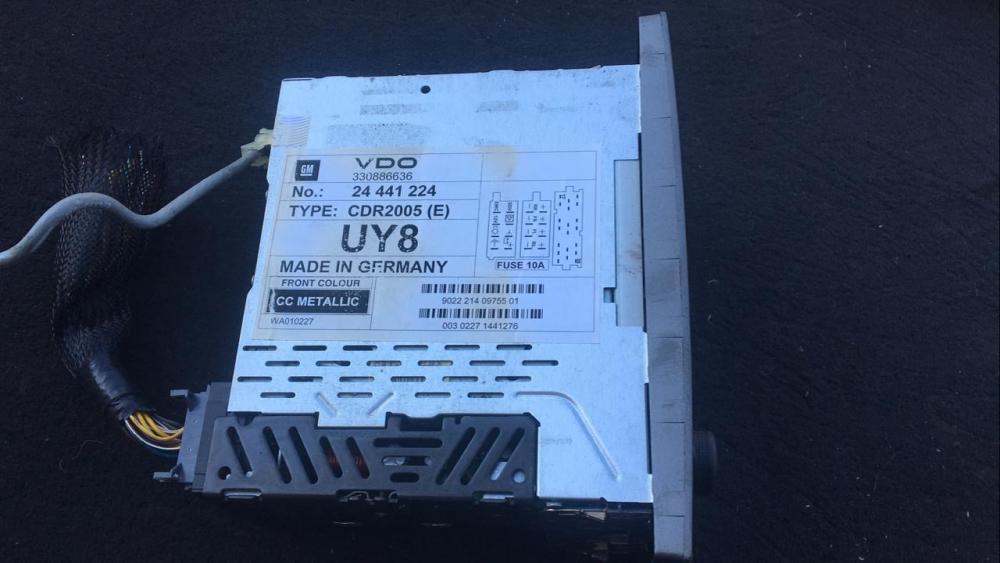 GM
VDO
330886636
No.: 24 441 224
TYPE: CDR2005 (E)
UY8
MADE IN GERMANY
FRONT COLOUR
CC METALLIC
WA010227
FUSE 10A
9022 214 09755 01
003 0227 1441276